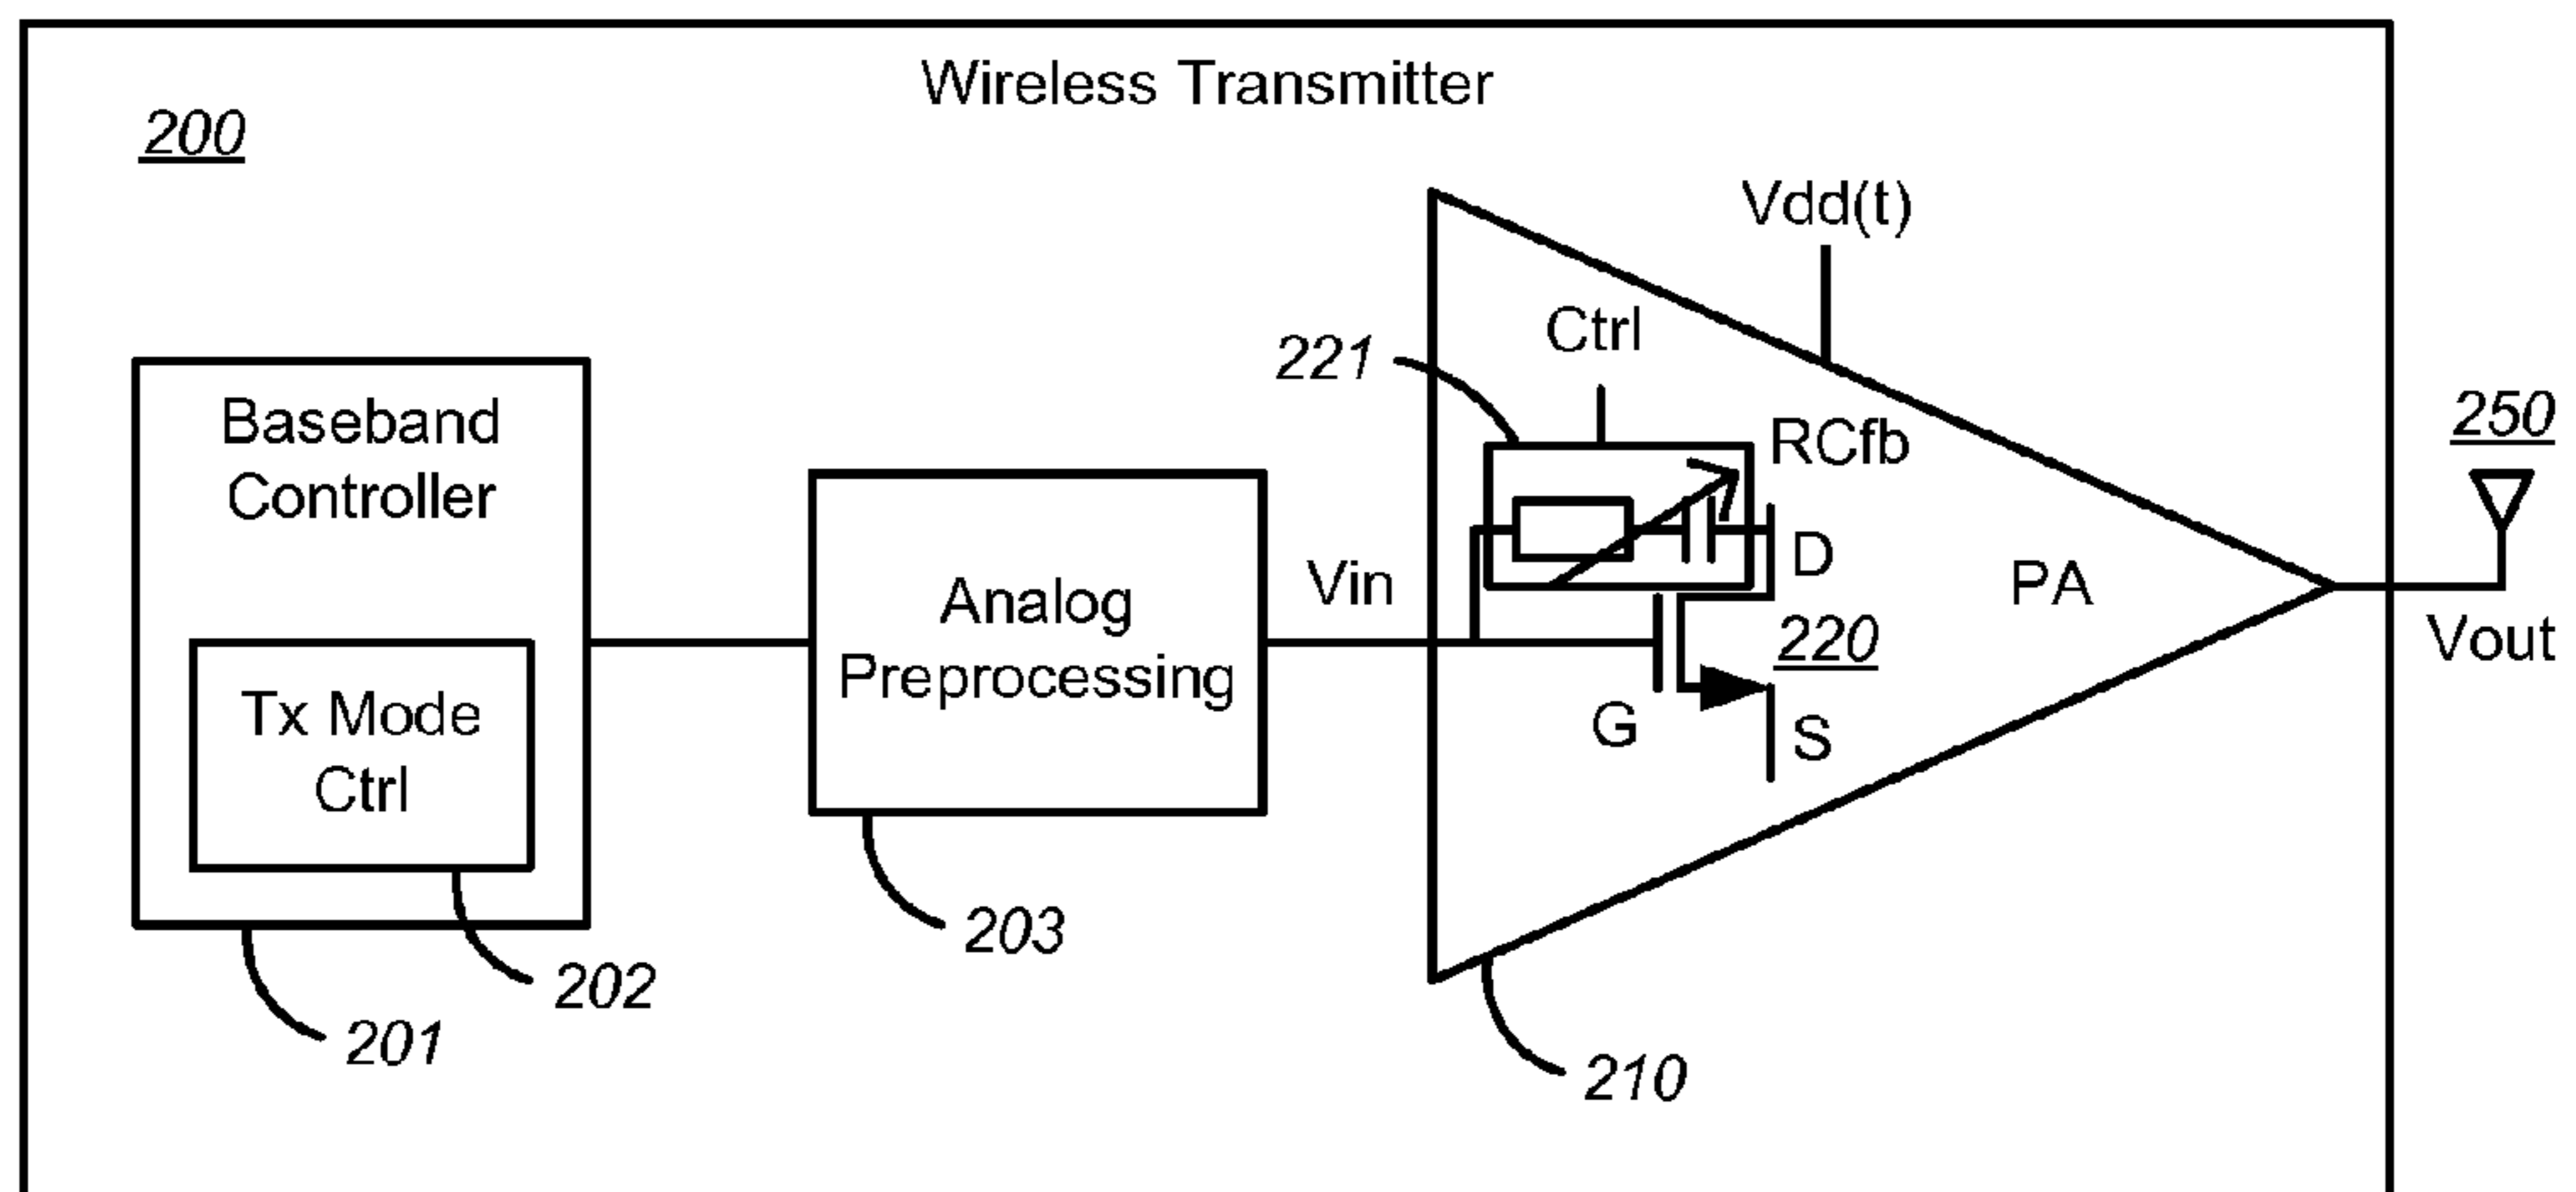 Wireless Transmitter
200
Vdd(t)
Ctrl
221
RCfb
250
Baseband
Controller
D
PA
Vin
Analog
Preprocessing
220
Vout
Tx Mode
Ctrl
G
S
203
202
201
210